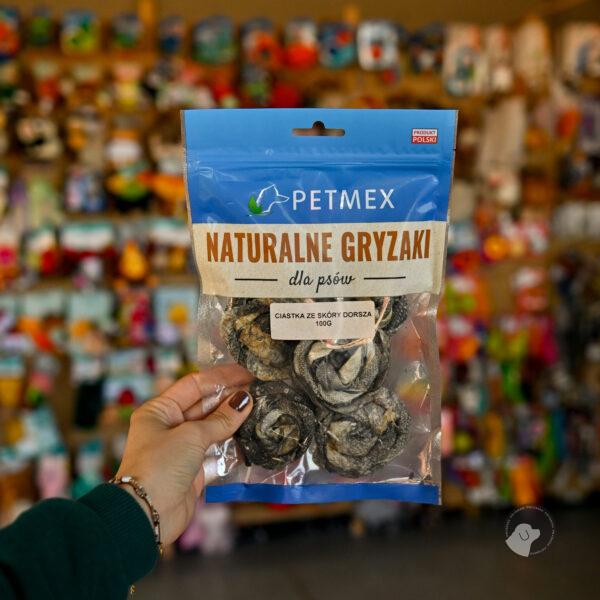 PRODUKT
POLSKI
PETMEX
NATURALNE GRYZAKI
dla psów
CIASTKA ZE SKÓRY DORSZA
100G